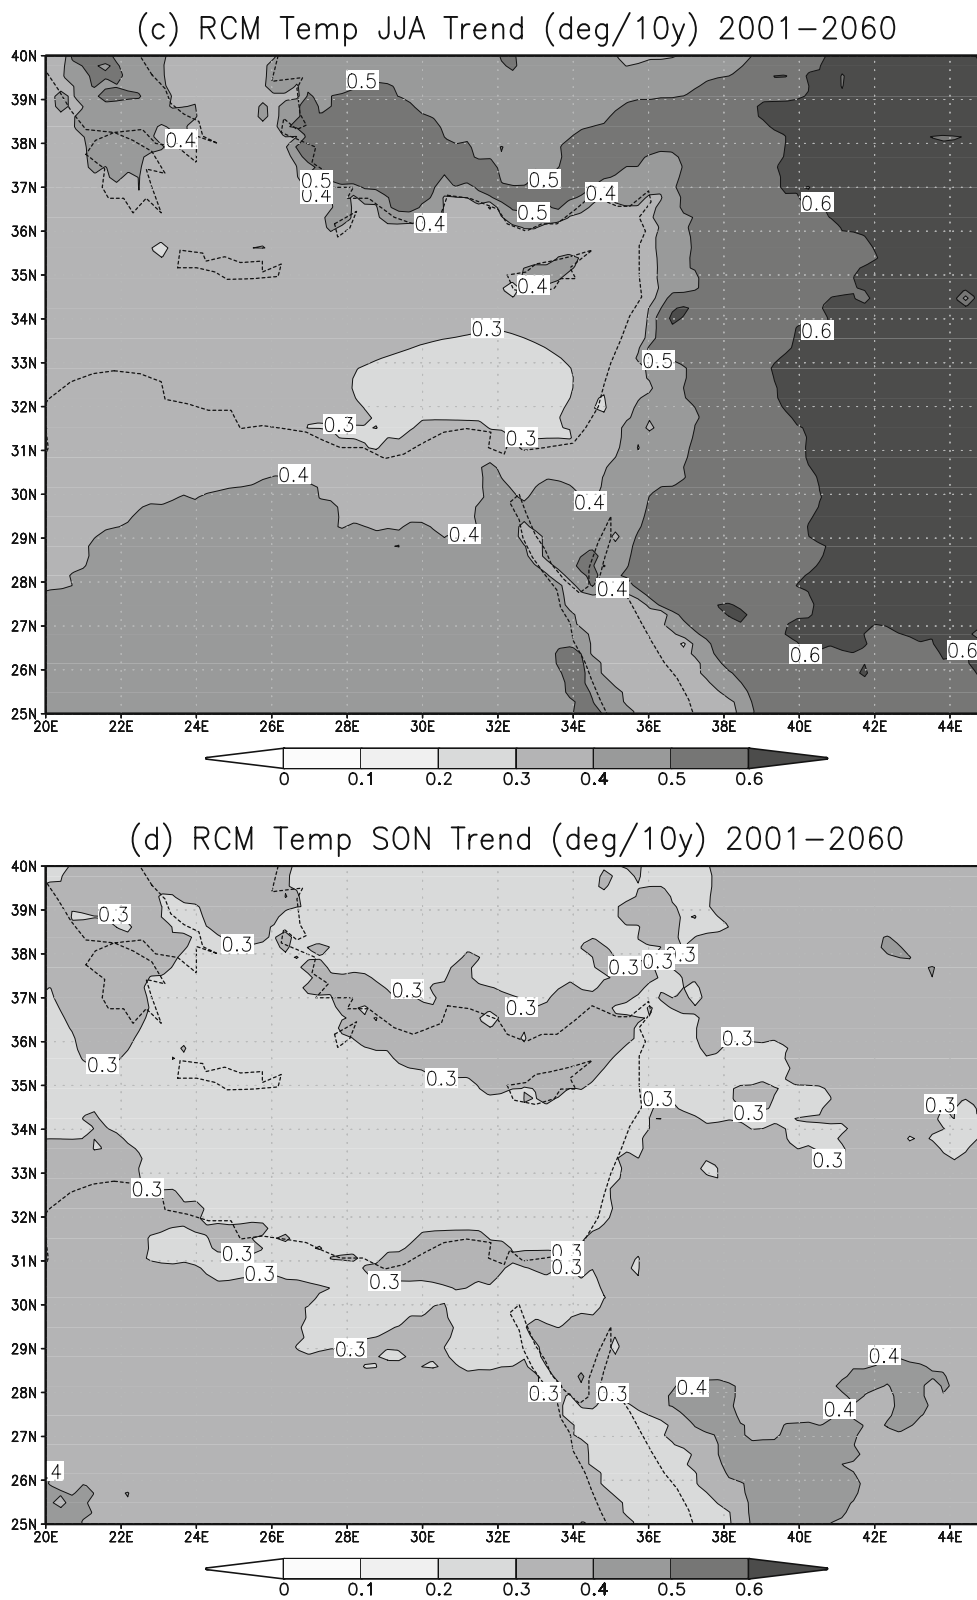 (c) RCM Temp JJA Trend (deg/10y) 2001−2060
40N
0.5
39N
0.4
38N
0.5
0.5
37N
0.4
0.4
0.6
0.5
0.4
36N
35N
0.4
34N
0.3
0.6
33N
0.5
32N
0.3
0.3
31N
0.4
30N
0.4
0.4
29N
28N
0.4
27N
0.6
0.6
26N
25N
20E 22E 24E 26E 28E 30E 32E 34E 36E 38E 40E 42E 44E
0 0.1 0.2 0.3 0.4 0.5 0.6
(d) RCM Temp SON Trend (deg/10y) 2001−2060
40N
39N
0.3
0.3
38N
0.3
0.3
0.3
0.3
37N
0.3
36N
0.3
0.3
0.3
35N
0.3
0.3
0.3
34N
0.3
33N
0.3
32N
0.3
0.3
31N
0.3
0.3
0.3
30N
29N
0.3
0.4
28N
0.3
0.3
0.4
0.4
27N
26N
4
25N
20E 22E 24E 26E 28E 30E 32E 34E 36E 38E 40E 42E 44E
0 0.1 0.2 0.3 0.4 0.5 0.6